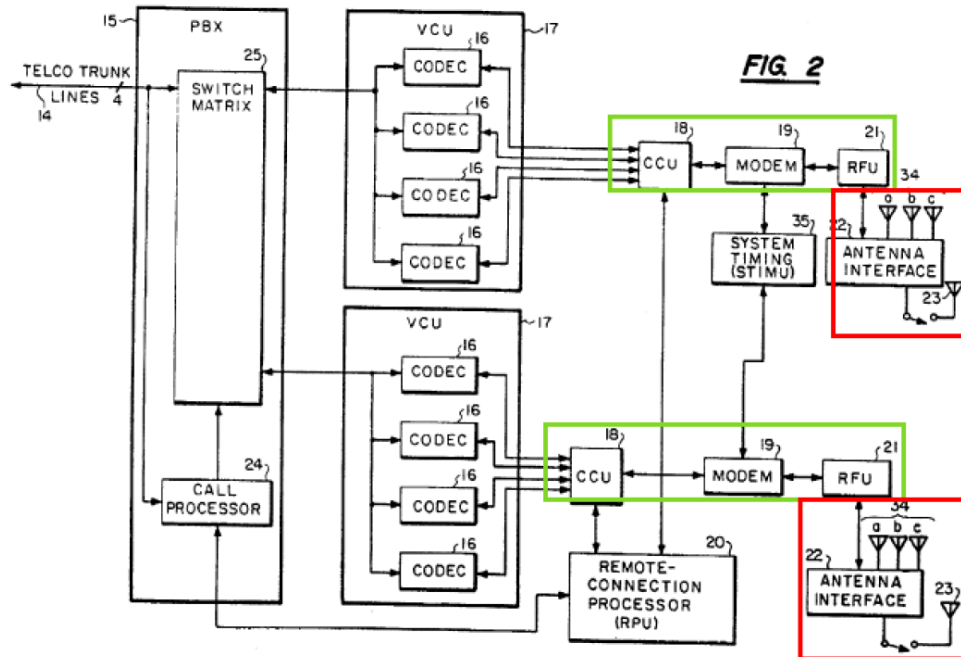 FIG. 2
15
PBX
25
TELCO TRUNK
LINES 4
14
SWITCH
MATRIX
24
CALL
PROCESSOR
VCU
17
16
CODEC
16
CODEC
16
CODEC
16
CODEC
VCU
17
16
CODEC
16
CODEC
16
CODEC
16
CODEC
18
CCU
19
MODEM
21
RFU
34
a b c
22
ANTENNA
INTERFACE
23
35
SYSTEM
TIMING
(STIMU)
18
CCU
19
MODEM
21
RFU
34
a b c
22
ANTENNA
INTERFACE
23
20
REMOTE-
CONNECTION
PROCESSOR
(RPU)